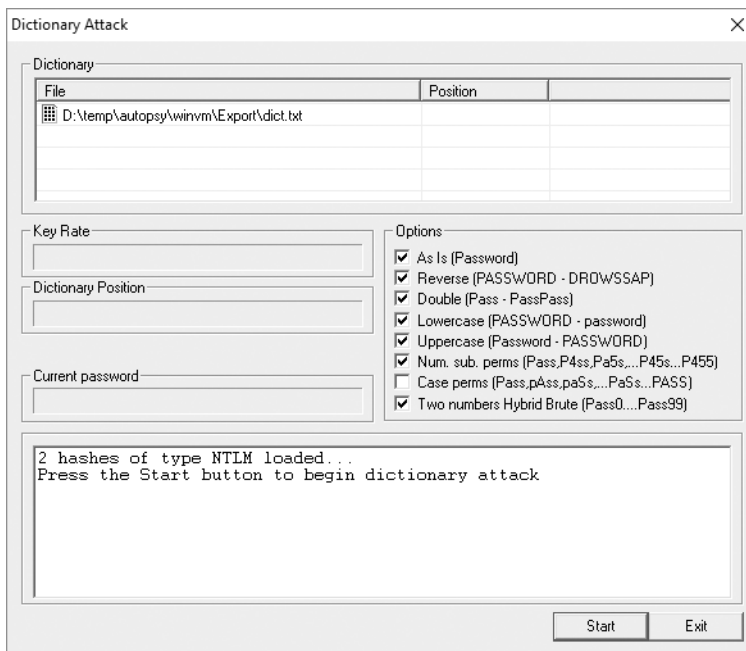 Dictionary Attack
Dictionary
File Position
D:\temp\autopsy\winvm\Export\dict.txt
Key Rate
Dictionary Position
Current password
Options
As Is (Password)
Reverse (PASSWORD - DROWSSAP)
Double (Pass - PassPass)
Lowercase (PASSWORD - password)
Uppercase (Password - PASSWORD)
Num. sub. perms (Pass,P4ss,Pa5s,...P45s...P455)
Case perms (Pass,pAss,paSs,...PaSs...PASS)
Two numbers Hybrid Brute (Pass0....Pass99)
2 hashes of type NTLM loaded...
Press the Start button to begin dictionary attack
Start Exit